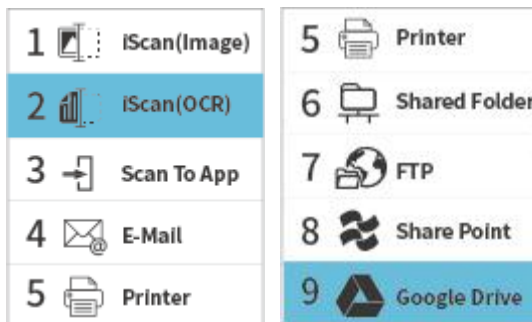 1 iScan(Image)
2 iScan(OCR)
3 Scan To App
4 E-Mail
5 Printer
5 Printer
6 Shared Folder
7 FTP
8 Share Point
9 Google Drive